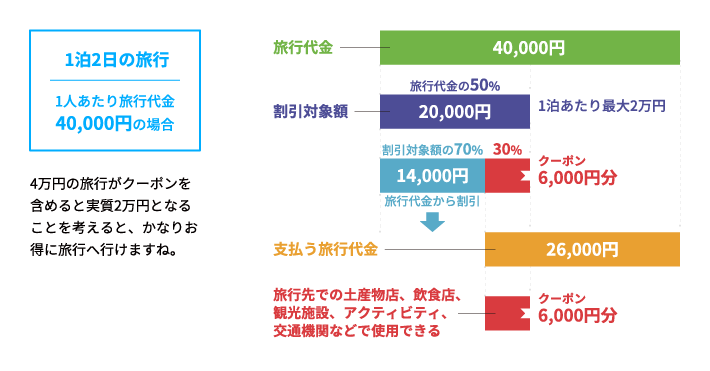 1泊2日の旅行
1人あたり旅行代金
40,000円の場合
4万円の旅行がクーポンを
含めると実質2万円となる
ことを考えると、かなりお
得に旅行へ行けますね。
旅行代金
40,000円
旅行代金の50%
割引対象額
20,000円
1泊あたり最大2万円
割引対象額の70%
30%
14,000円
クーポン
6,000円分
旅行代金から割引
支払う旅行代金
26,000円
旅行先での土産物店、飲食店、
観光施設、アクティビティ、
交通機関などで使用できる
クーポン
6,000円分